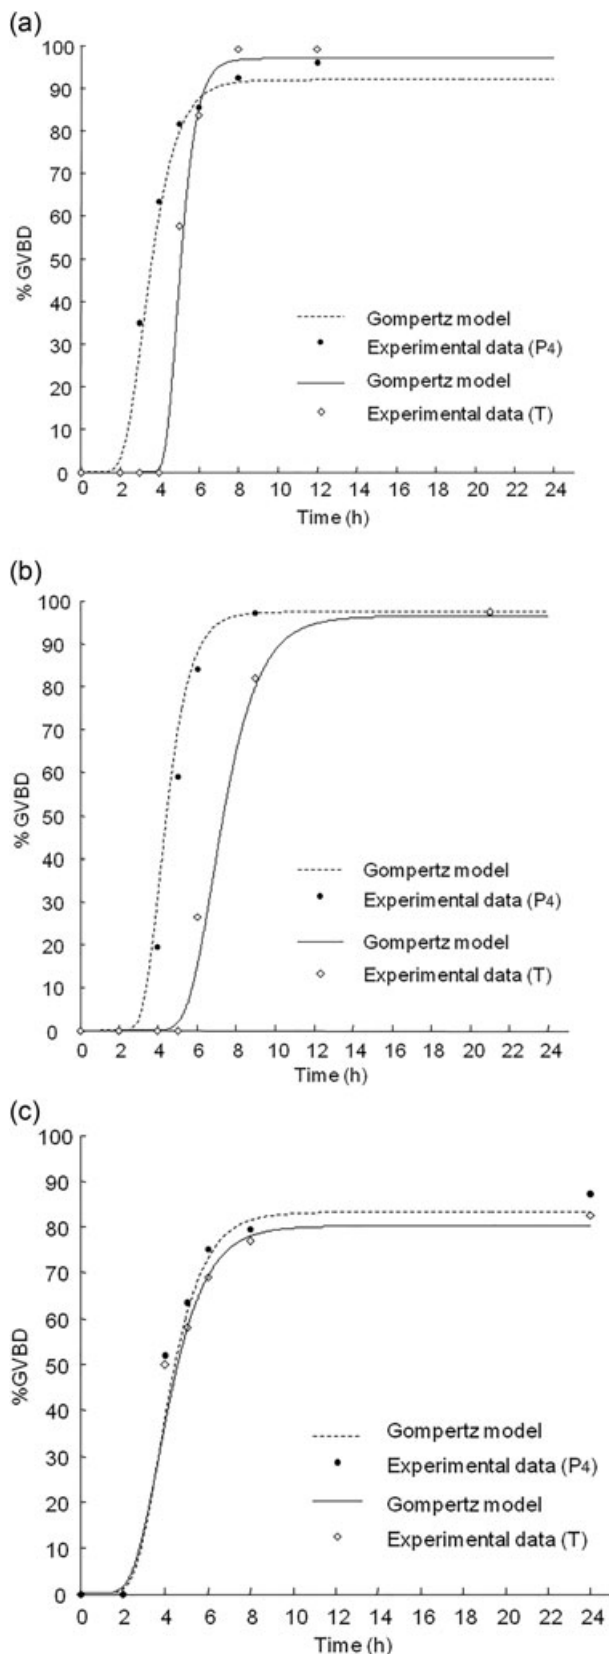 (a)
100
90
80
70
60
50
40
30
20
10
0
% GVBD
Gompertz model
Experimental data (P4)
Gompertz model
Experimental data (T)
0 2 4 6 8 10 12 14 16 18 20 22 24
Time (h)
(b)
100
90
80
70
60
50
40
30
20
10
0
% GVBD
Gompertz model
Experimental data (P4)
Gompertz model
Experimental data (T)
0 2 4 6 8 10 12 14 16 18 20 22 24
Time (h)
(c)
100
90
80
70
60
50
40
30
20
10
0
%GVBD
Gompertz model
Experimental data (P4)
Gompertz model
Experimental data (T)
0 2 4 6 8 10 12 14 16 18 20 22 24
Time (h)